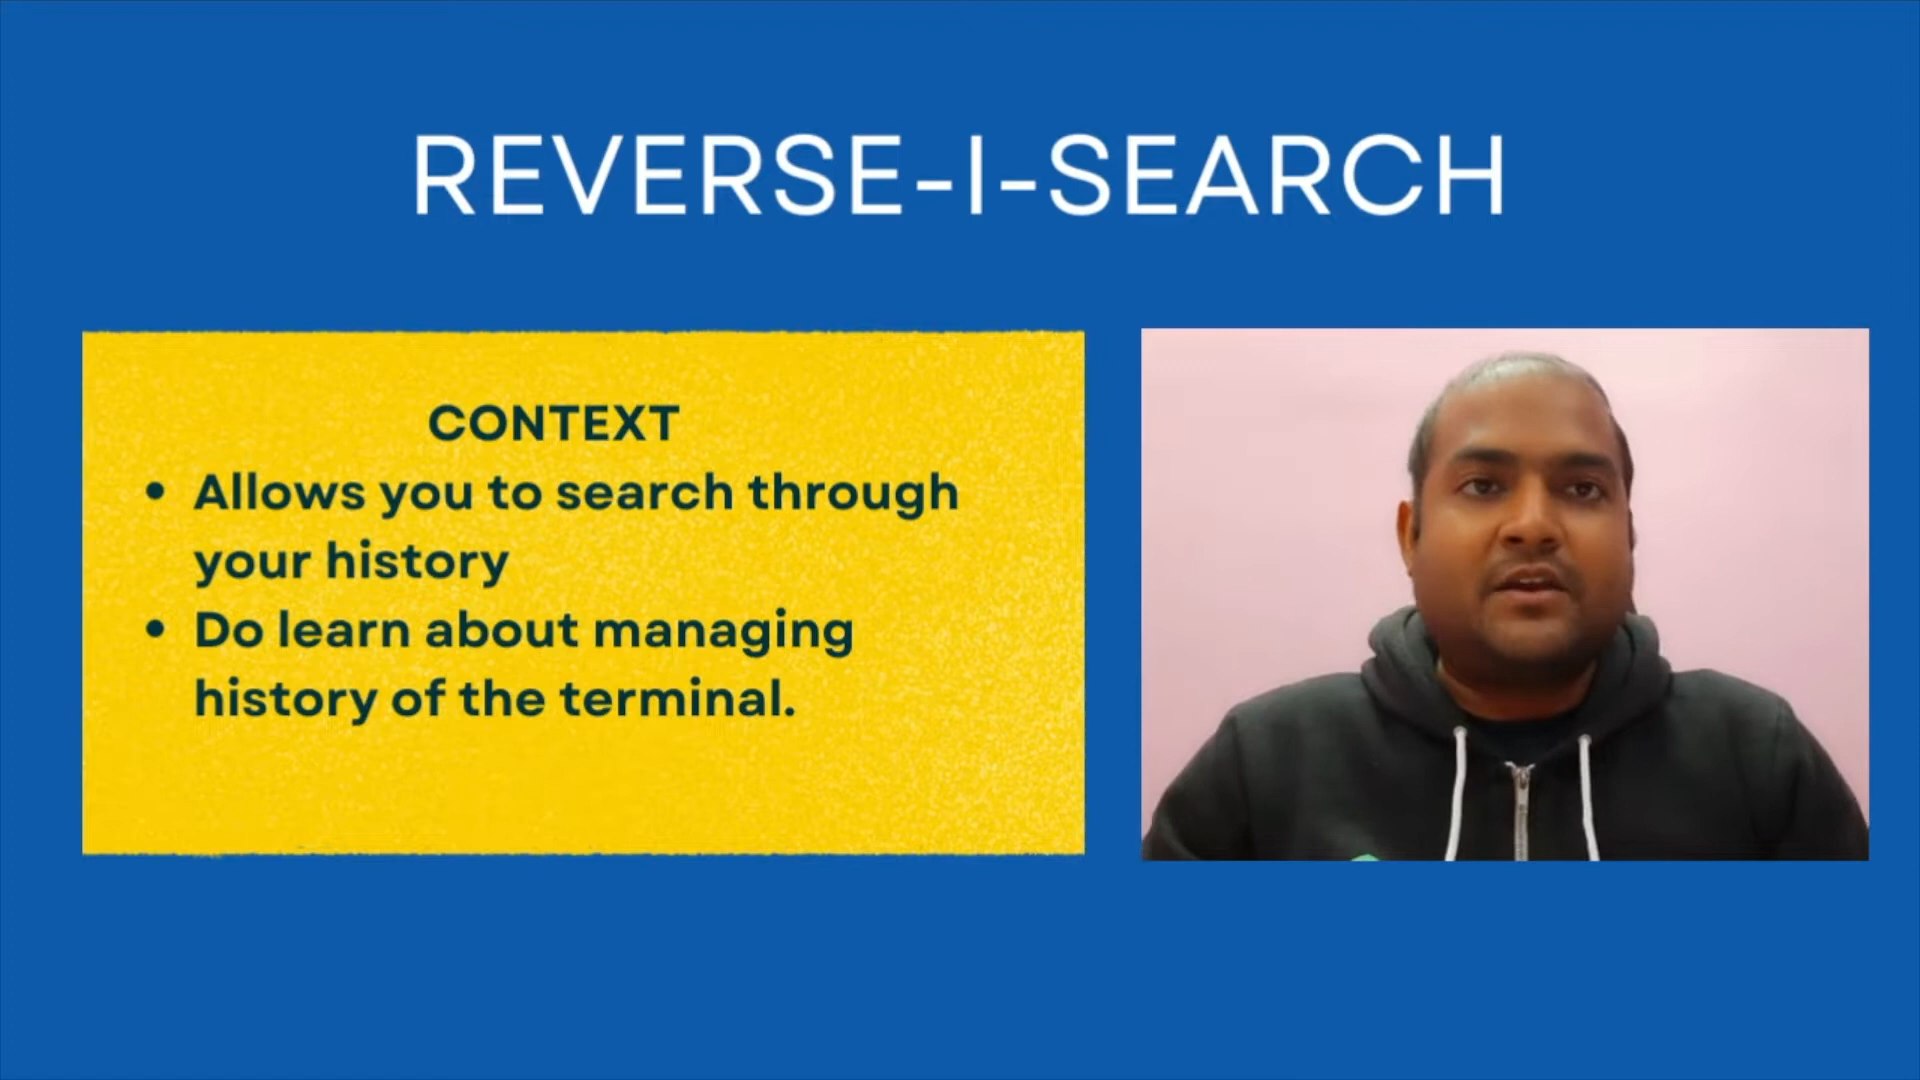 REVERSE-I-SEARCH
CONTEXT
• Allows you to search through
your history
• Do learn about managing
history of the terminal.